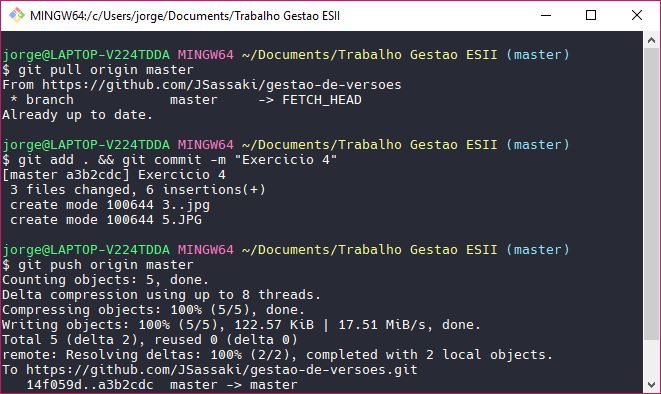 MINGW64:/c/Users/jorge/Documents/Trabalho Gestao ESII
jorge@LAPTOP-V224TDDA MINGW64 ~/Documents/Trabalho Gestao ESII (master)
$ git pull origin master
From https://github.com/JSassaki/gestao-de-versoes
 * branch            master     -> FETCH_HEAD
Already up to date.
jorge@LAPTOP-V224TDDA MINGW64 ~/Documents/Trabalho Gestao ESII (master)
$ git add . && git commit -m "Exercicio 4"
[master a3b2cdc] Exercicio 4
 3 files changed, 6 insertions(+)
 create mode 100644 3..jpg
 create mode 100644 5.JPG
jorge@LAPTOP-V224TDDA MINGW64 ~/Documents/Trabalho Gestao ESII (master)
$ git push origin master
Counting objects: 5, done.
Delta compression using up to 8 threads.
Compressing objects: 100% (5/5), done.
Writing objects: 100% (5/5), 122.57 KiB | 17.51 MiB/s, done.
Total 5 (delta 2), reused 0 (delta 0)
remote: Resolving deltas: 100% (2/2), completed with 2 local objects.
To https://github.com/JSassaki/gestao-de-versoes.git
   14f059d..a3b2cdc  master -> master